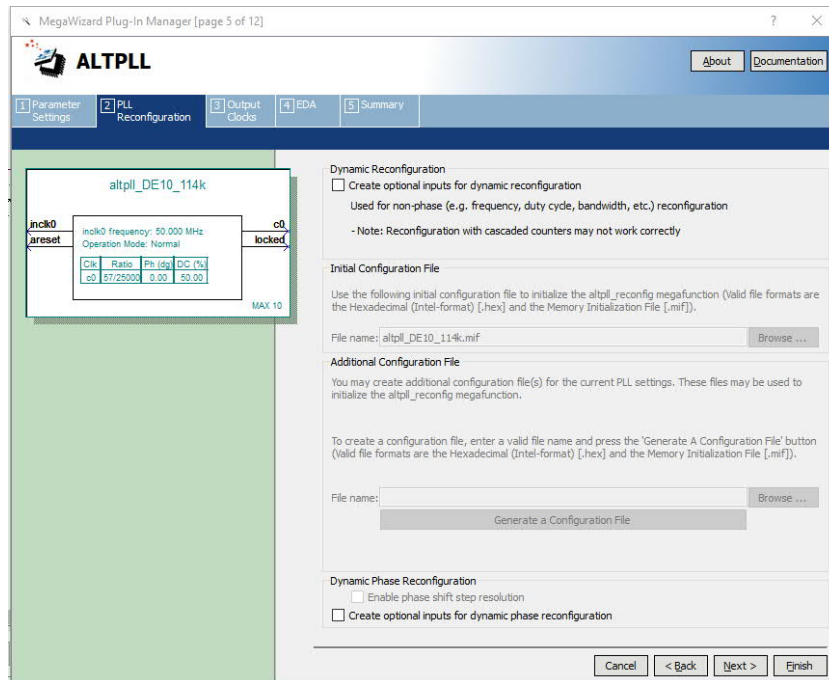 MegaWizard Plug-In Manager [page 5 of 12]
? ×
ALTPLL
About Documentation
1 Parameter Settings
2 PLL Reconfiguration
3 Output Clocks
4 EDA
5 Summary
altpll_DE10_114k
inclk0
areset
inclk0 frequency: 50.000 MHz
Operation Mode: Normal
Clk Ratio Ph (dg) DC (%)
c0 57/25000 0.00 50.00
c0
locked
MAX 10
Dynamic Reconfiguration
Create optional inputs for dynamic reconfiguration
Used for non-phase (e.g. frequency, duty cycle, bandwidth, etc.) reconfiguration
- Note: Reconfiguration with cascaded counters may not work correctly
Initial Configuration File
Use the following initial configuration file to initialize the altpll_reconfig megafunction (Valid file formats are
the Hexadecimal (Intel-format) [.hex] and the Memory Initialization File [.mif]).
File name: altpll_DE10_114k.mif Browse ...
Additional Configuration File
You may create additional configuration file(s) for the current PLL settings. These files may be used to
initialize the altpll_reconfig megafunction.
To create a configuration file, enter a valid file name and press the 'Generate A Configuration File' button
(Valid file formats are the Hexadecimal (Intel-format) [.hex] and the Memory Initialization File [.mif]).
File name: Browse ...
Generate a Configuration File
Dynamic Phase Reconfiguration
Enable phase shift step resolution
Create optional inputs for dynamic phase reconfiguration
Cancel < Back Next > Finish